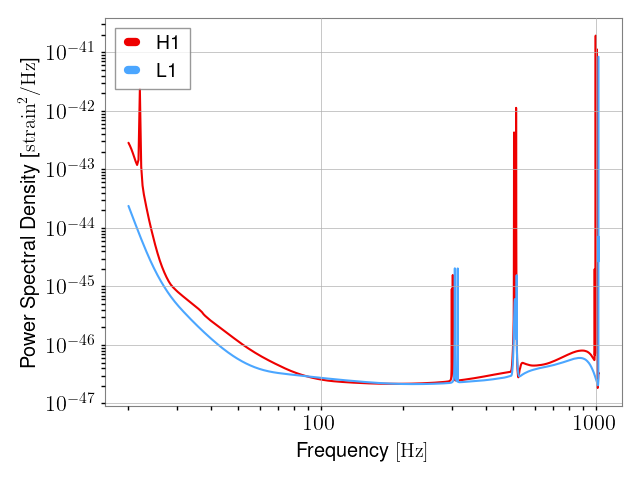 H1
L1
10⁻⁴¹
10⁻⁴²
10⁻⁴³
10⁻⁴⁴
10⁻⁴⁵
10⁻⁴⁶
10⁻⁴⁷
Power Spectral Density [strain²/Hz]
100
1000
Frequency [Hz]